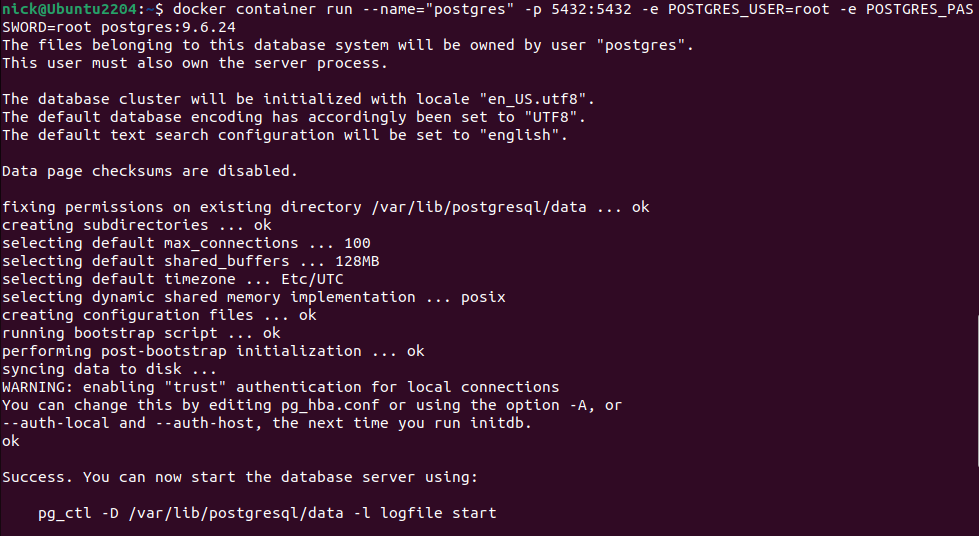 nick@Ubuntu2204:~$ docker container run --name="postgres" -p 5432:5432 -e POSTGRES_USER=root -e POSTGRES_PAS
SWORD=root postgres:9.6.24
The files belonging to this database system will be owned by user "postgres".
This user must also own the server process.
The database cluster will be initialized with locale "en_US.utf8".
The default database encoding has accordingly been set to "UTF8".
The default text search configuration will be set to "english".
Data page checksums are disabled.
fixing permissions on existing directory /var/lib/postgresql/data ... ok
creating subdirectories ... ok
selecting default max_connections ... 100
selecting default shared_buffers ... 128MB
selecting default timezone ... Etc/UTC
selecting dynamic shared memory implementation ... posix
creating configuration files ... ok
running bootstrap script ... ok
performing post-bootstrap initialization ... ok
syncing data to disk ...
WARNING: enabling "trust" authentication for local connections
You can change this by editing pg_hba.conf or using the option -A, or
--auth-local and --auth-host, the next time you run initdb.
ok
Success. You can now start the database server using:
pg_ctl -D /var/lib/postgresql/data -l logfile start